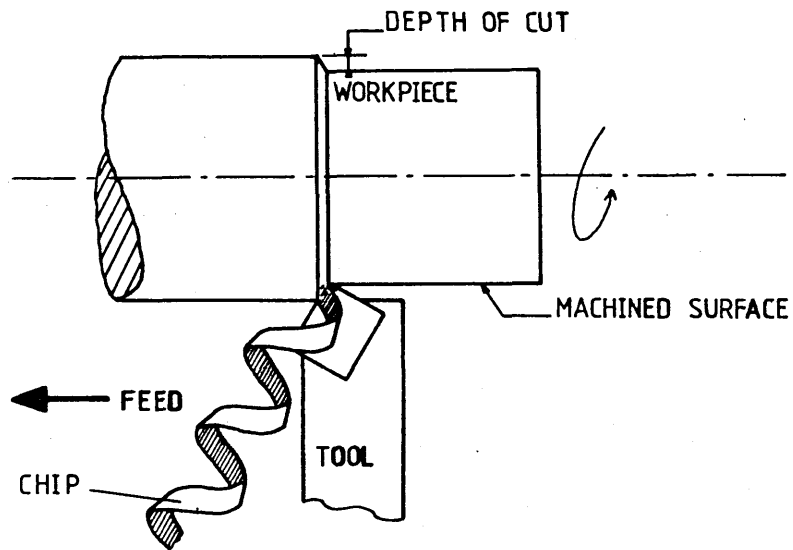 DEPTH OF CUT
WORKPIECE
MACHINED SURFACE
FEED
TOOL
CHIP